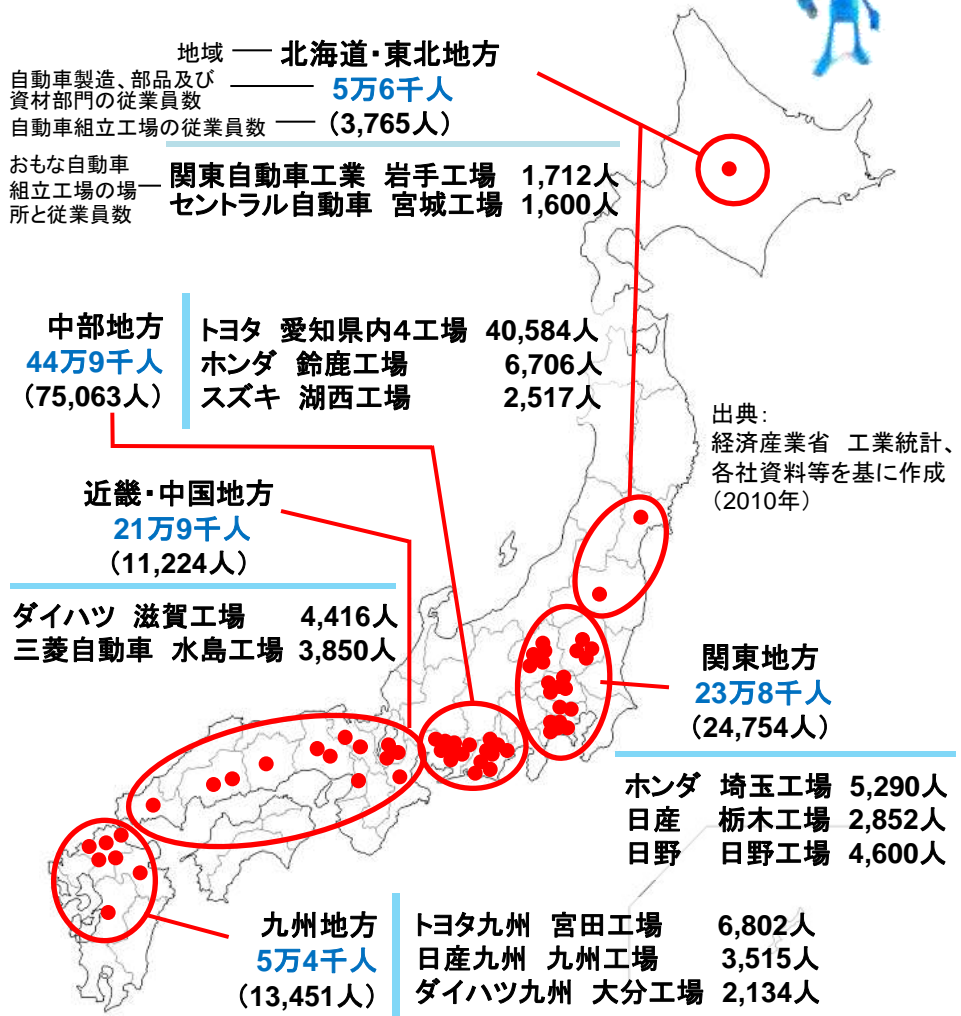 地域 北海道・東北地方
自動車製造、部品及び
資材部門の従業員数
5万6千人
自動車組立工場の従業員数
(3,765人)
おもな自動車
組立工場の場
所と従業員数
関東自動車工業 岩手工場 1,712人
セントラル自動車 宮城工場 1,600人
中部地方
44万9千人
(75,063人)
トヨタ 愛知県内4工場 40,584人
ホンダ 鈴鹿工場 6,706人
スズキ 湖西工場 2,517人
出典:
経済産業省 工業統計、
各社資料等を基に作成
(2010年)
近畿・中国地方
21万9千人
(11,224人)
ダイハツ 滋賀工場 4,416人
三菱自動車 水島工場 3,850人
関東地方
23万8千人
(24,754人)
ホンダ 埼玉工場 5,290人
日産 栃木工場 2,852人
日野 日野工場 4,600人
九州地方
5万4千人
(13,451人)
トヨタ九州 宮田工場 6,802人
日産九州 九州工場 3,515人
ダイハツ九州 大分工場 2,134人